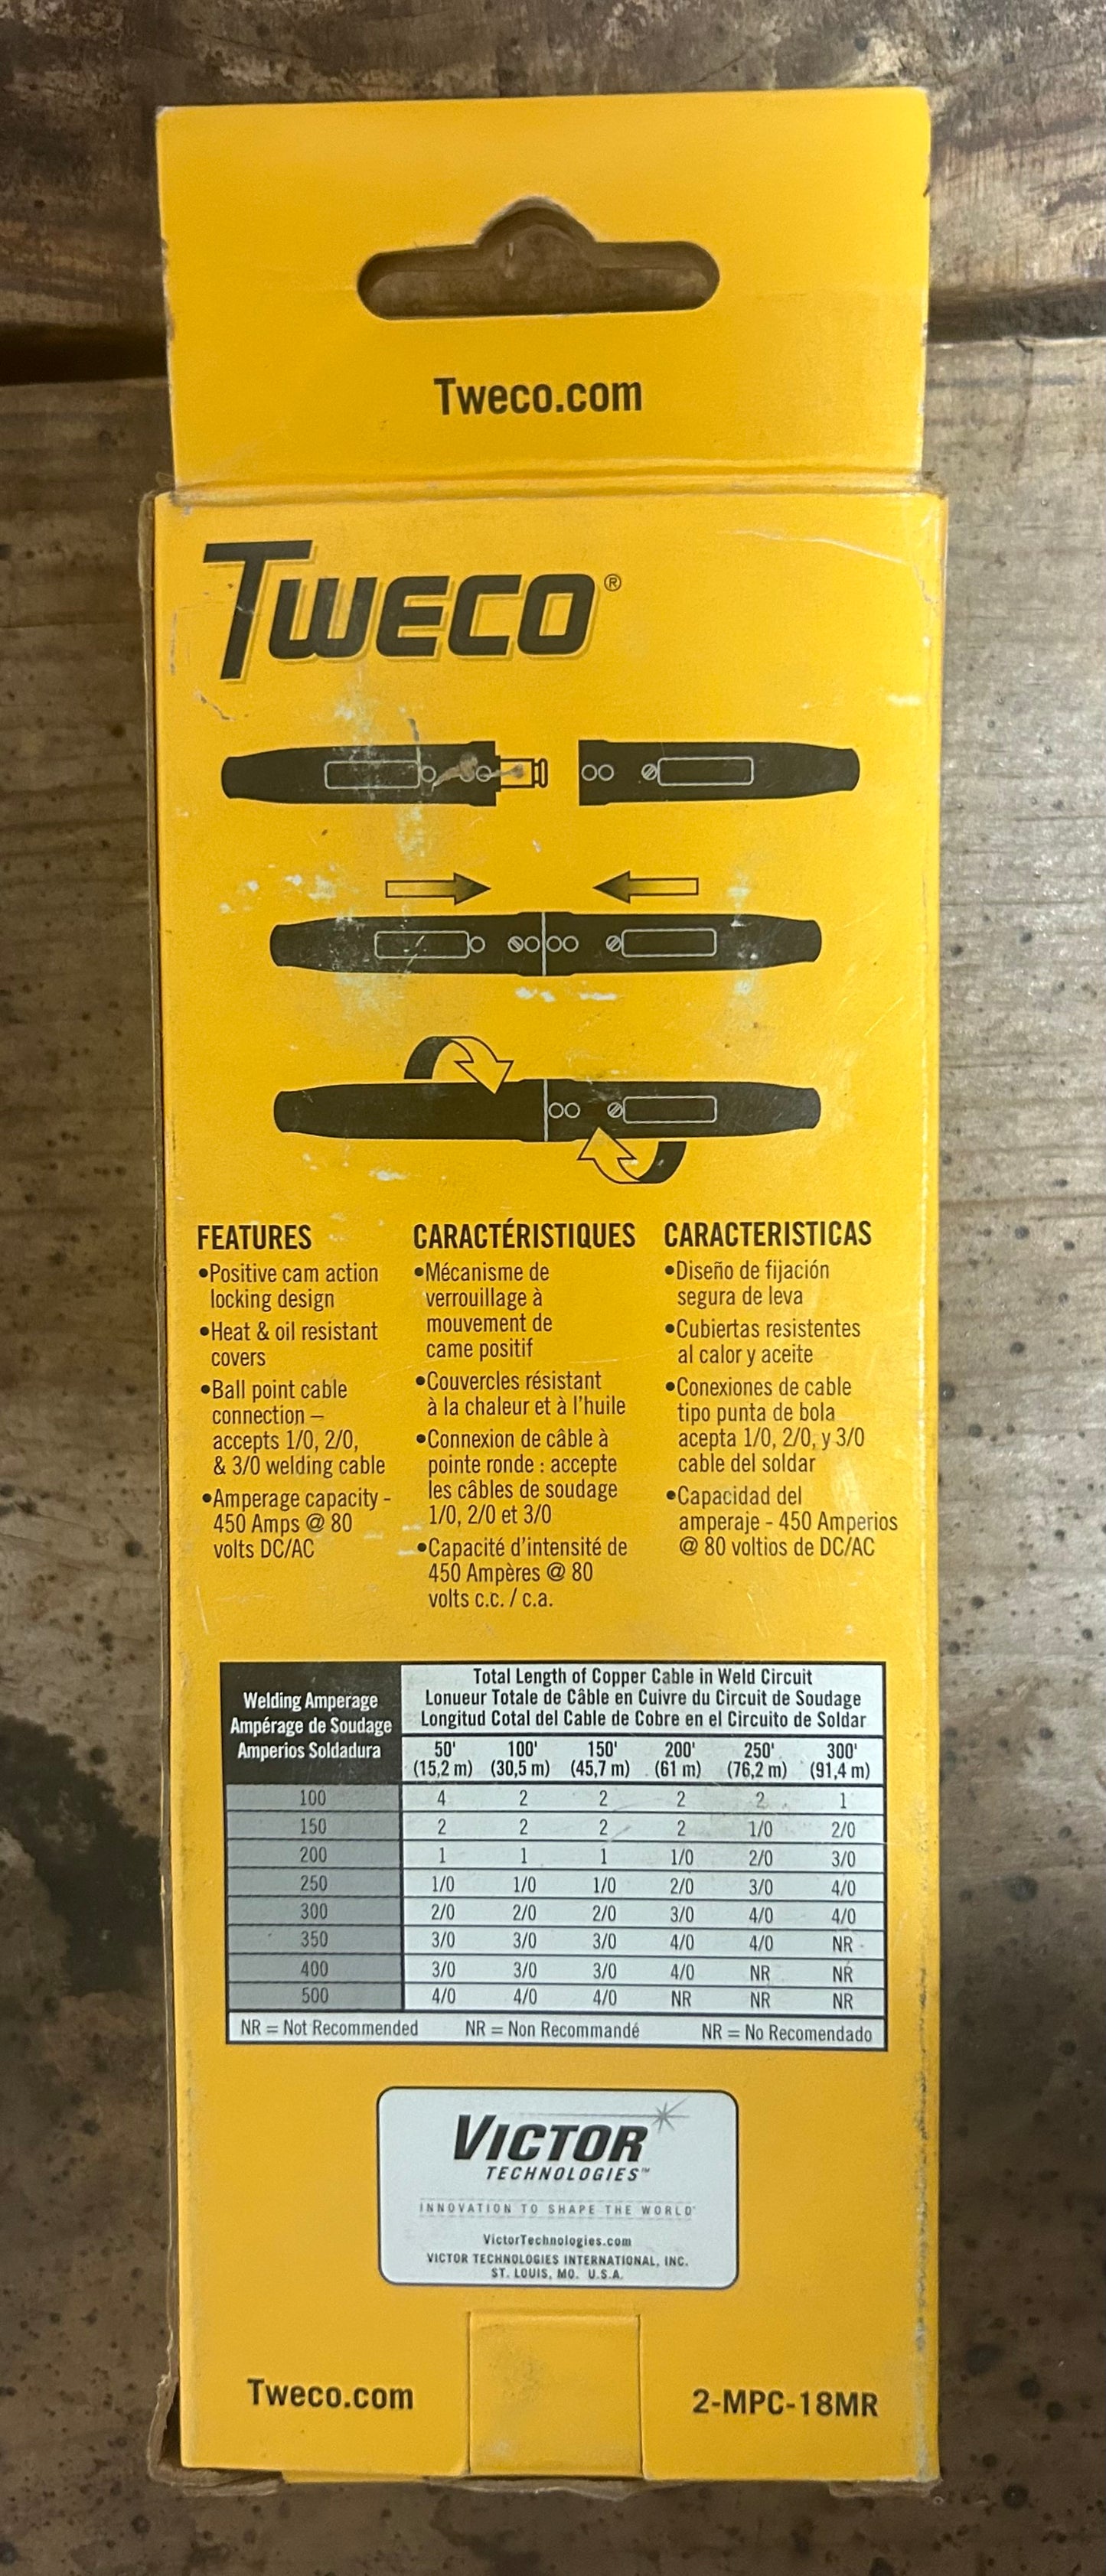 Tweco.com
TWECO®
FEATURES
•Positive cam action
locking design
•Heat & oil resistant
covers
•Ball point cable
connection –
accepts 1/0, 2/0,
& 3/0 welding cable
•Amperage capacity -
450 Amps @ 80
volts DC/AC
CARACTÉRISTIQUES
•Mécanisme de
verrouillage à
mouvement de
came positif
•Couvercles résistant
à la chaleur et à l'huile
•Connexion de câble à
pointe ronde : accepte
les câbles de soudage
1/0, 2/0 et 3/0
•Capacité d'intensité de
450 Ampères @ 80
volts c.c. / c.a.
CARACTERISTICAS
•Diseño de fijación
segura de leva
•Cubiertas resistentes
al calor y aceite
•Conexiones de cable
tipo punta de bola
acepta 1/0, 2/0, y 3/0
cable del soldar
•Capacidad del
amperaje - 450 Amperios
@ 80 voltios de DC/AC
Welding Amperage
Ampérage de Soudage
Amperios Soldadura
Total Length of Copper Cable in Weld Circuit
Lonueur Totale de Câble en Cuivre du Circuit de Soudage
Longitud Cotal del Cable de Cobre en el Circuito de Soldar
50' 100' 150' 200' 250' 300'
(15,2 m) (30,5 m) (45,7 m) (61 m) (76,2 m) (91,4 m)
100 4 2 2 2 2 1
150 2 2 2 2 1/0 2/0
200 1 1 1 1/0 2/0 3/0
250 1/0 1/0 1/0 2/0 3/0 4/0
300 2/0 2/0 2/0 3/0 4/0 4/0
350 3/0 3/0 3/0 4/0 4/0 NR
400 3/0 3/0 3/0 4/0 NR NR
500 4/0 4/0 4/0 NR NR NR
NR = Not Recommended NR = Non Recommandé NR = No Recomendado
VICTOR
TECHNOLOGIES™
INNOVATION TO SHAPE THE WORLD™
VictorTechnologies.com
VICTOR TECHNOLOGIES INTERNATIONAL, INC.
ST. LOUIS, MO. U.S.A.
Tweco.com 2-MPC-18MR